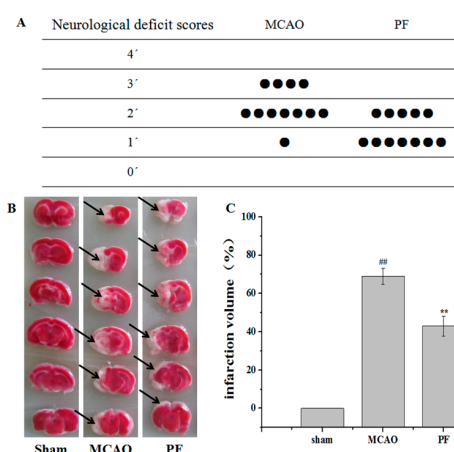 A
Neurological deficit scores MCAO PF
4´
3´
2´
1´
0´
B
Sham MCAO PF
C
infarction volume (%)
100
80
60
40
20
0
##
**
sham MCAO PF